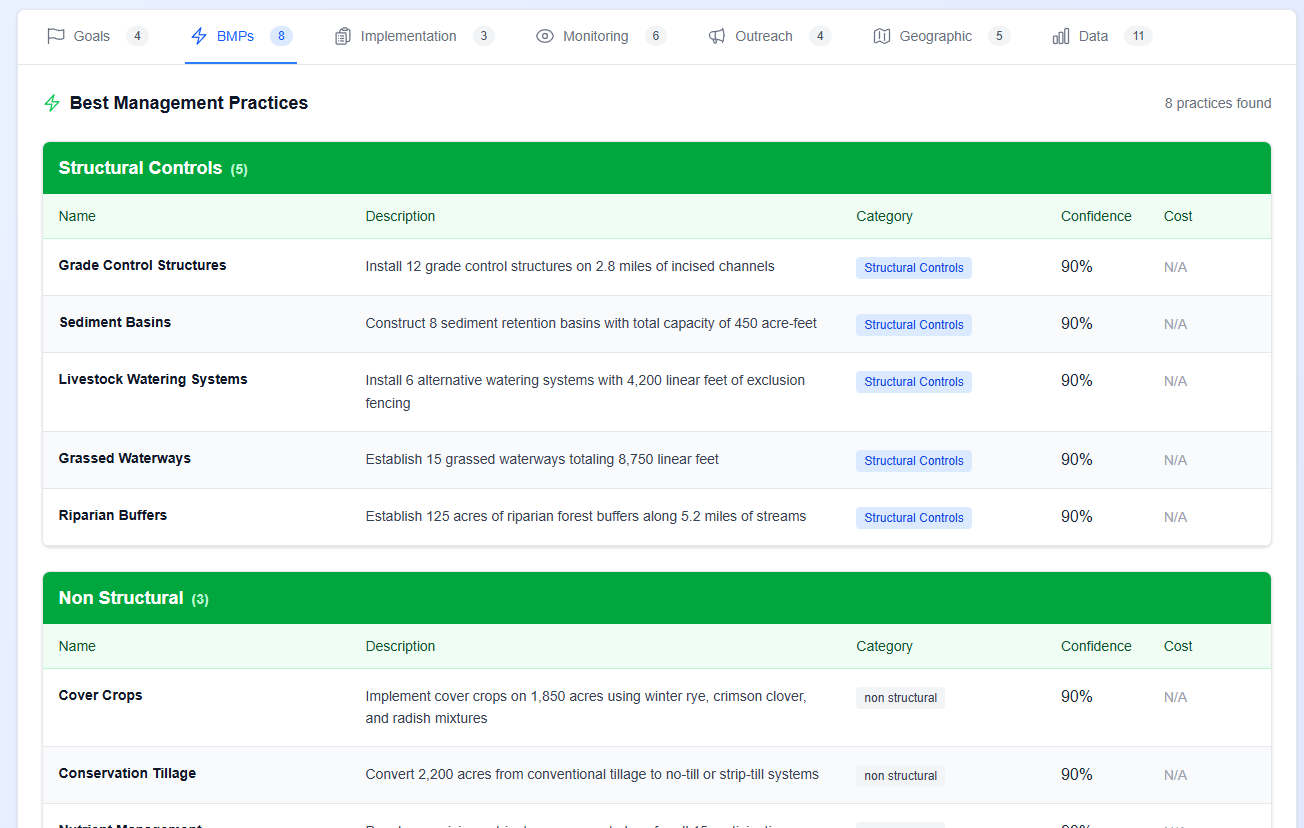 Goals 4 BMPs 8 Implementation 3 Monitoring 6 Outreach 4 Geographic 5 Data 11
Best Management Practices 8 practices found
Structural Controls (5)
Name Description Category Confidence Cost
Grade Control Structures Install 12 grade control structures on 2.8 miles of incised channels Structural Controls 90% N/A
Sediment Basins Construct 8 sediment retention basins with total capacity of 450 acre-feet Structural Controls 90% N/A
Livestock Watering Systems Install 6 alternative watering systems with 4,200 linear feet of exclusion Structural Controls 90% N/A
fencing
Grassed Waterways Establish 15 grassed waterways totaling 8,750 linear feet Structural Controls 90% N/A
Riparian Buffers Establish 125 acres of riparian forest buffers along 5.2 miles of streams Structural Controls 90% N/A
Non Structural (3)
Name Description Category Confidence Cost
Cover Crops Implement cover crops on 1,850 acres using winter rye, crimson clover, non structural 90% N/A
and radish mixtures
Conservation Tillage Convert 2,200 acres from conventional tillage to no-till or strip-till systems non structural 90% N/A
Nutrient Management